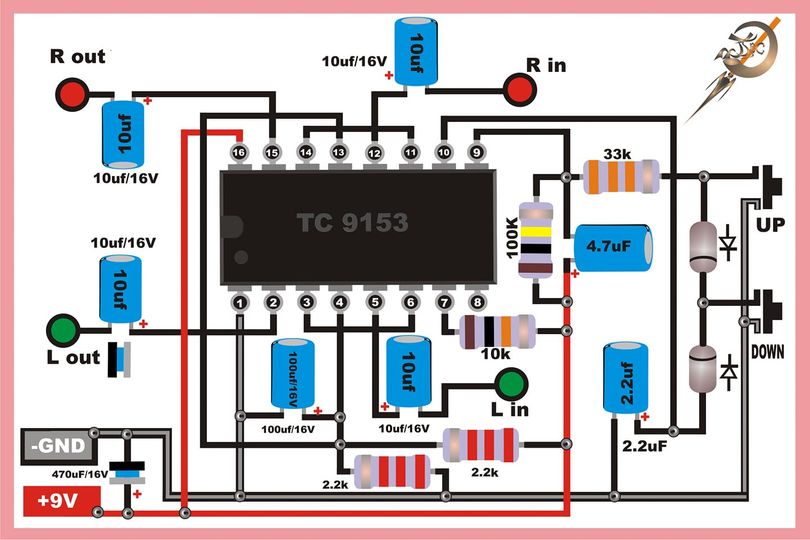 R out
10uf
10uf/16V
10uf/16V
10uf
R in
33k
100K
4.7uF
UP
16
15
14
13
12
11
10
9
TC 9153
1
2
3
4
5
6
7
8
10uf/16V
10uf
L out
100uf/16V
100uf/16V
10uf
10uf/16V
L in
10k
2.2uf
2.2uF
DOWN
-GND
470uF/16V
+9V
2.2k
2.2k
+
+
+
+
+
+
+
+